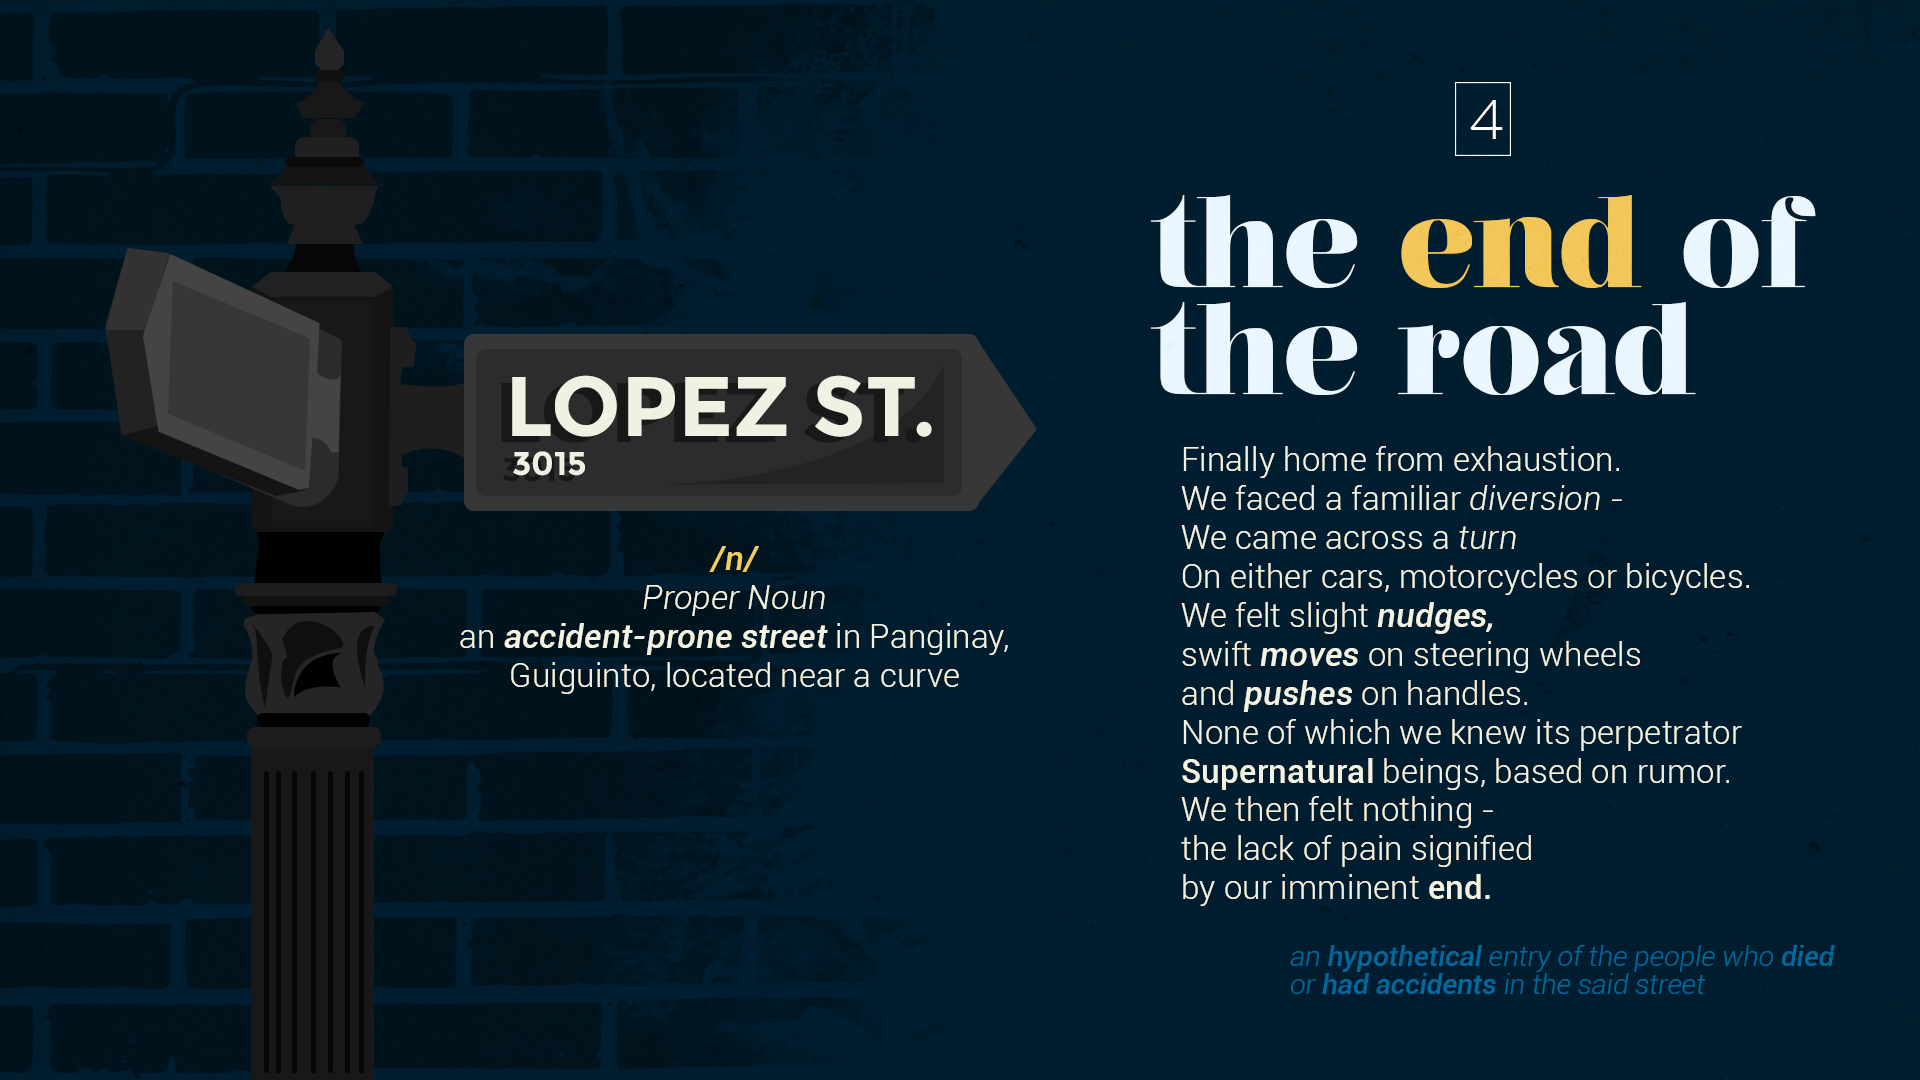 LOPEZ ST.
3015
/n/
Proper Noun
an accident-prone street in Panginay,
Guiguinto, located near a curve
4
the end of
the road
Finally home from exhaustion.
We faced a familiar diversion -
We came across a turn
On either cars, motorcycles or bicycles.
We felt slight nudges,
swift moves on steering wheels
and pushes on handles.
None of which we knew its perpetrator
Supernatural beings, based on rumor.
We then felt nothing -
the lack of pain signified
by our imminent end.
an hypothetical entry of the people who died
or had accidents in the said street